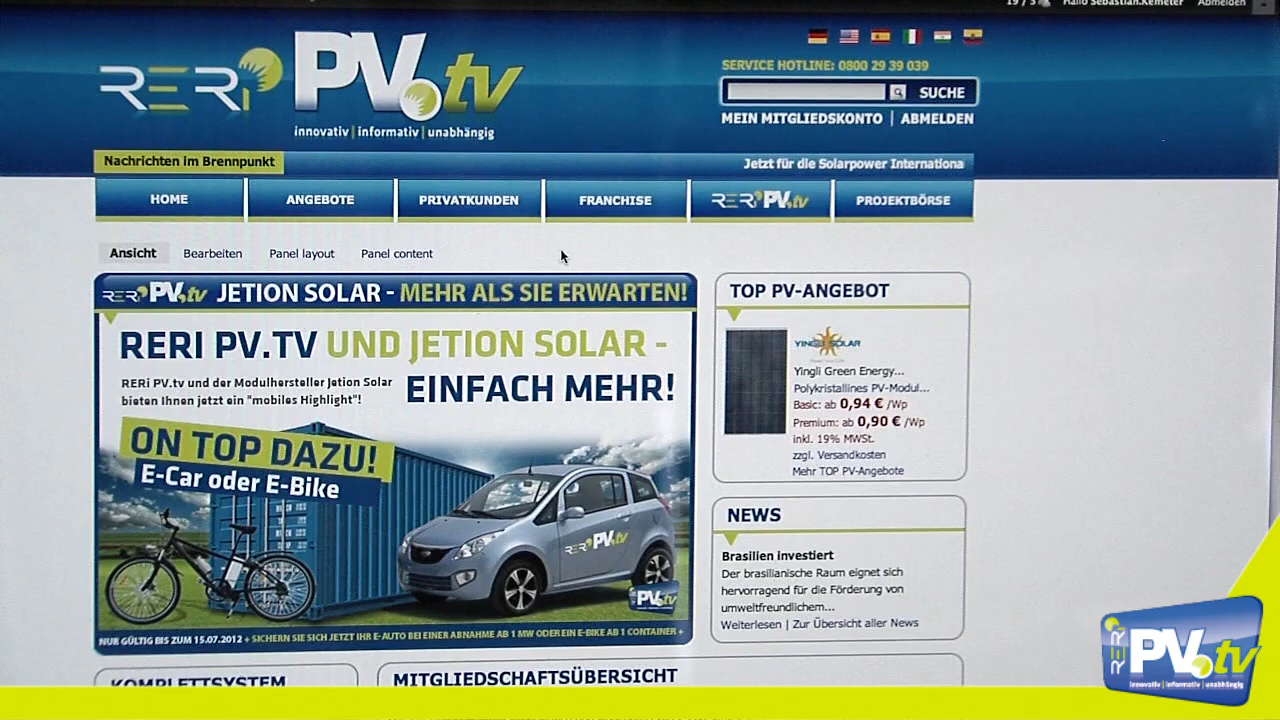 Hallo Sebastian.Kemeter Abmelden
RERi PV.tv
innovativ | informativ | unabhängig
SERVICE HOTLINE: 0800 29 39 039
SUCHE
MEIN MITGLIEDSKONTO | ABMELDEN
Nachrichten im Brennpunkt
Jetzt für die Solarpower Internationa
HOME ANGEBOTE PRIVATKUNDEN FRANCHISE RERi PV.tv PROJEKTBÖRSE
Ansicht Bearbeiten Panel layout Panel content
RERi PV.tv JETION SOLAR - MEHR ALS SIE ERWARTEN!
RERI PV.TV UND JETION SOLAR -
EINFACH MEHR!
RERi PV.tv und der Modulhersteller Jetion Solar
bieten Ihnen jetzt ein "mobiles Highlight"!
ON TOP DAZU!
E-Car oder E-Bike
RERi PV.tv
PV.tv
NUR GÜLTIG BIS ZUM 15.07.2012 + SICHERN SIE SICH JETZT IHR E-AUTO BEI EINER ABNAHME AB 1 MW ODER EIN E-BIKE AB 1 CONTAINER +
TOP PV-ANGEBOT
YINGLI SOLAR
Yingli Green Energy...
Polykristallines PV-Modul...
Basic: ab 0,94 € /Wp
Premium: ab 0,90 € /Wp
inkl. 19% MWSt.
zzgl. Versandkosten
Mehr TOP PV-Angebote
NEWS
Brasilien investiert
Der brasilianische Raum eignet sich
hervorragend für die Förderung von
umweltfreundlichem...
Weiterlesen | Zur Übersicht aller News
KOMPLETTSYSTEM
MITGLIEDSCHAFTSÜBERSICHT
RERi PV.tv
innovativ | informativ | unabhängig